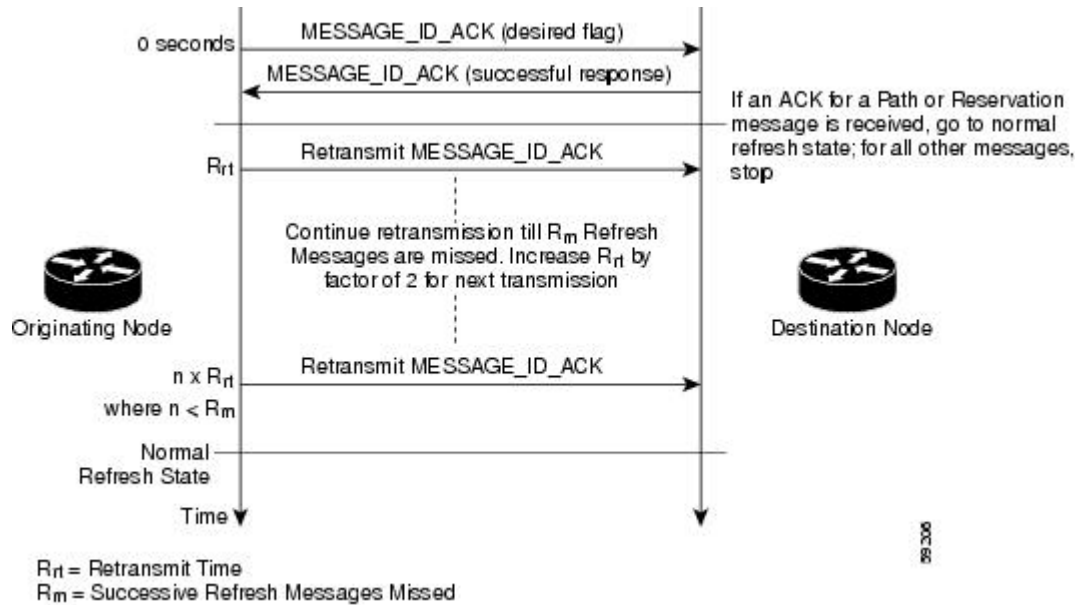 0 seconds
MESSAGE_ID_ACK (desired flag)
MESSAGE_ID_ACK (successful response)
If an ACK for a Path or Reservation
message is received, go to normal
refresh state; for all other messages,
stop
Rrt
Retransmit MESSAGE_ID_ACK
Continue retransmission till Rm Refresh
Messages are missed. Increase Rrt by
factor of 2 for next transmission
Originating Node
Destination Node
n x Rrt
where n < Rm
Retransmit MESSAGE_ID_ACK
Normal
Refresh State
Time
59206
Rrt = Retransmit Time
Rm = Successive Refresh Messages Missed